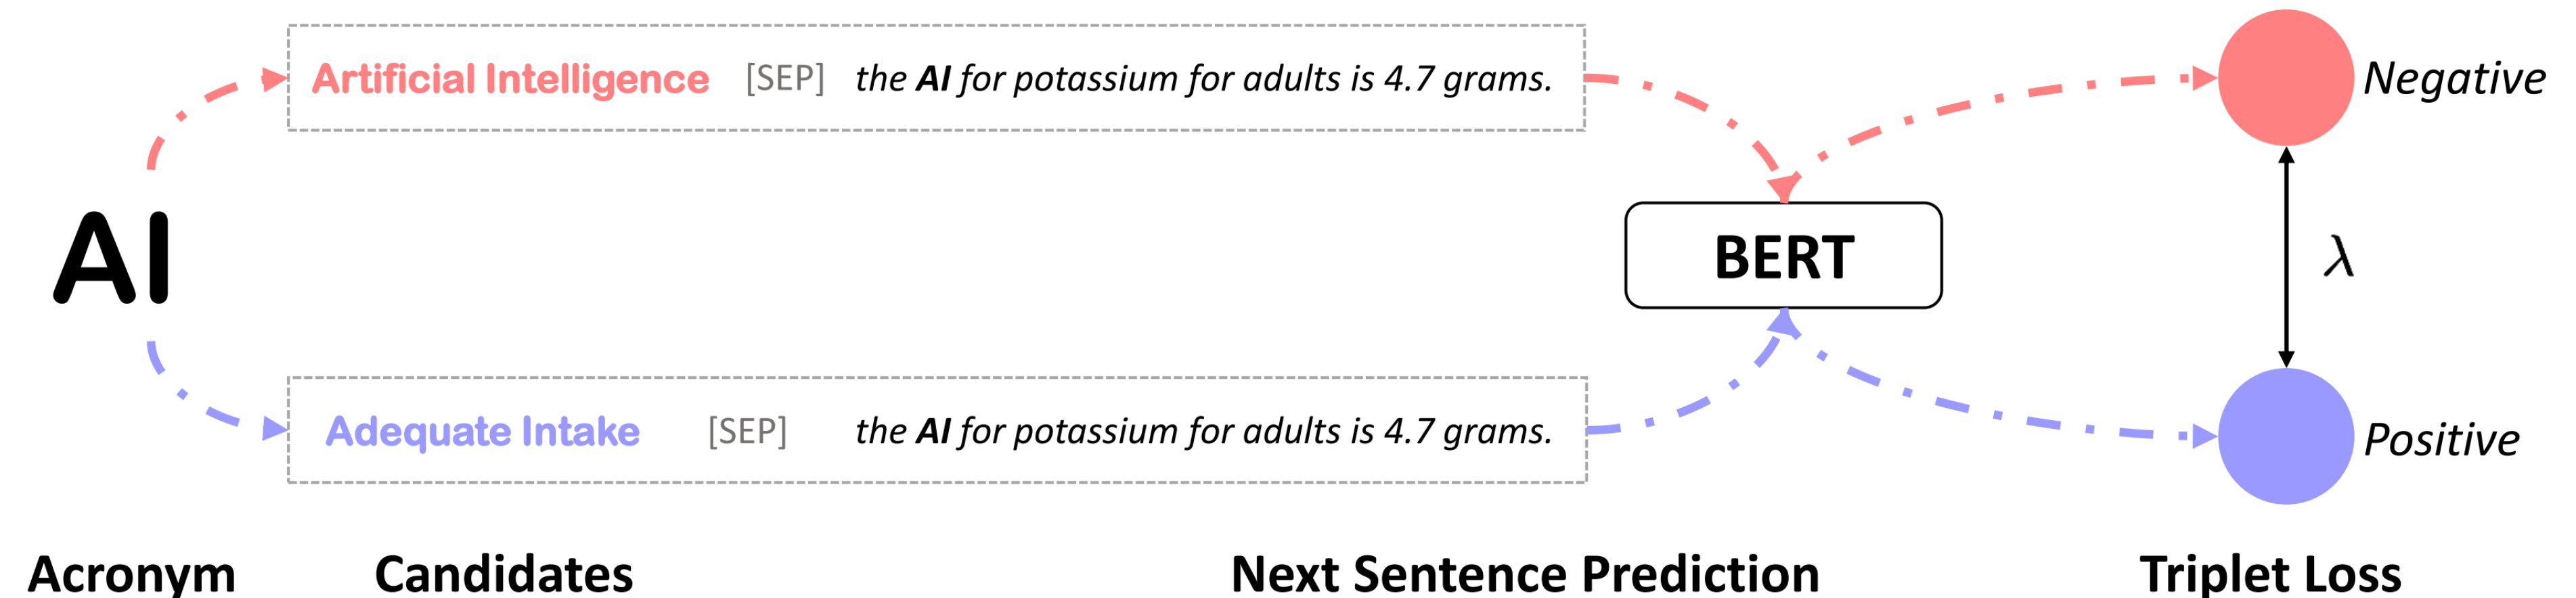 Artificial Intelligence [SEP] the AI for potassium for adults is 4.7 grams.
Negative
AI
BERT
λ
Adequate Intake [SEP] the AI for potassium for adults is 4.7 grams.
Positive
Acronym Candidates Next Sentence Prediction Triplet Loss